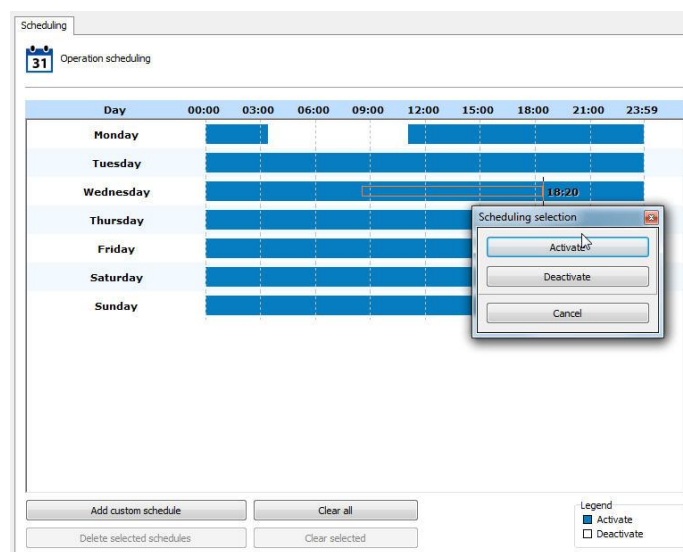 Scheduling
31 Operation scheduling
Day 00:00 03:00 06:00 09:00 12:00 15:00 18:00 21:00 23:59
Monday
Tuesday
Wednesday 18:20
Thursday
Scheduling selection
Friday
Activate
Saturday
Deactivate
Sunday
Cancel
Add custom schedule Clear all
Delete selected schedules Clear selected
Legend
Activate
Deactivate